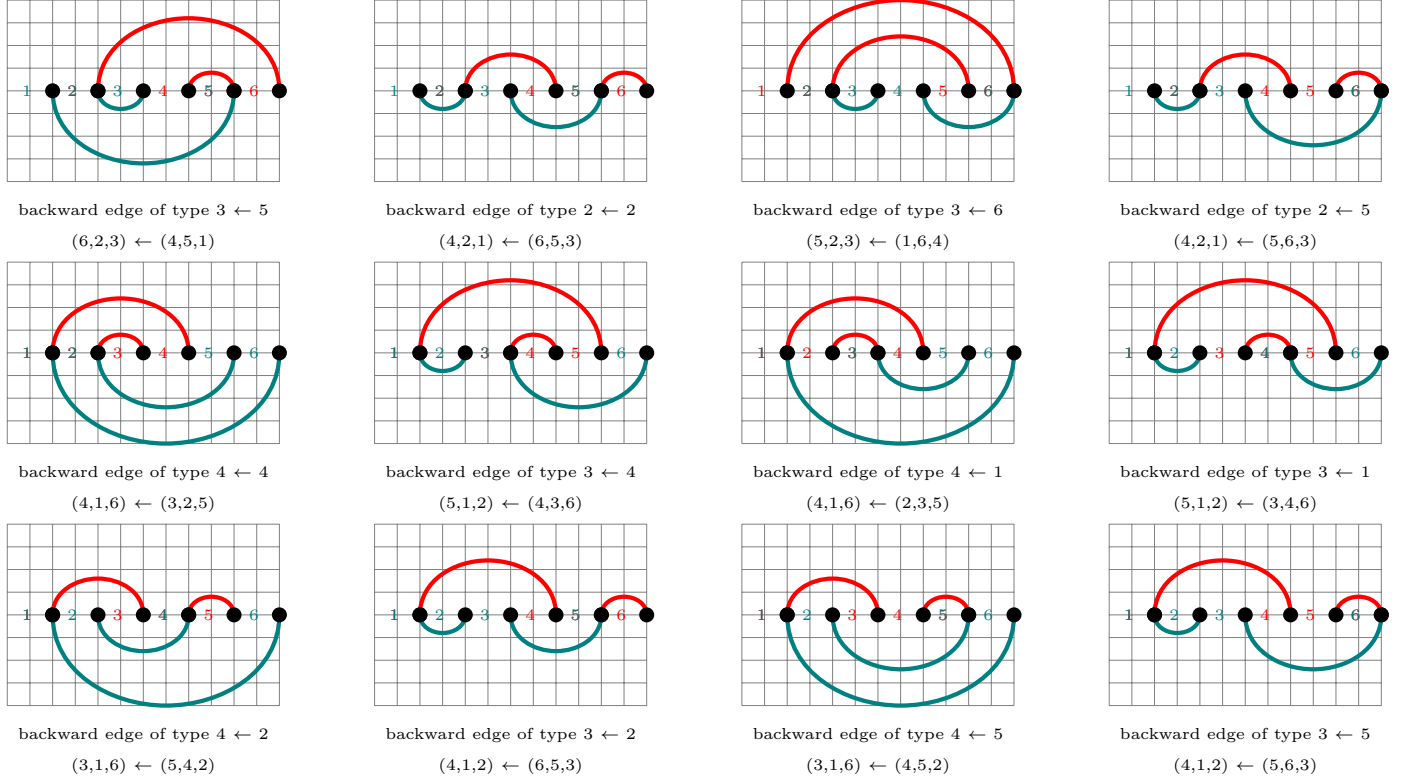 1 2 3 4 5 6
1 2 3 4 5 6
1 2 3 4 5 6
1 2 3 4 5 6
backward edge of type 3 ← 5
(6,2,3) ← (4,5,1)
backward edge of type 2 ← 2
(4,2,1) ← (6,5,3)
backward edge of type 3 ← 6
(5,2,3) ← (1,6,4)
backward edge of type 2 ← 5
(4,2,1) ← (5,6,3)
1 2 3 4 5 6
1 2 3 4 5 6
1 2 3 4 5 6
1 2 3 4 5 6
backward edge of type 4 ← 4
(4,1,6) ← (3,2,5)
backward edge of type 3 ← 4
(5,1,2) ← (4,3,6)
backward edge of type 4 ← 1
(4,1,6) ← (2,3,5)
backward edge of type 3 ← 1
(5,1,2) ← (3,4,6)
1 2 3 4 5 6
1 2 3 4 5 6
1 2 3 4 5 6
1 2 3 4 5 6
backward edge of type 4 ← 2
(3,1,6) ← (5,4,2)
backward edge of type 3 ← 2
(4,1,2) ← (6,5,3)
backward edge of type 4 ← 5
(3,1,6) ← (4,5,2)
backward edge of type 3 ← 5
(4,1,2) ← (5,6,3)